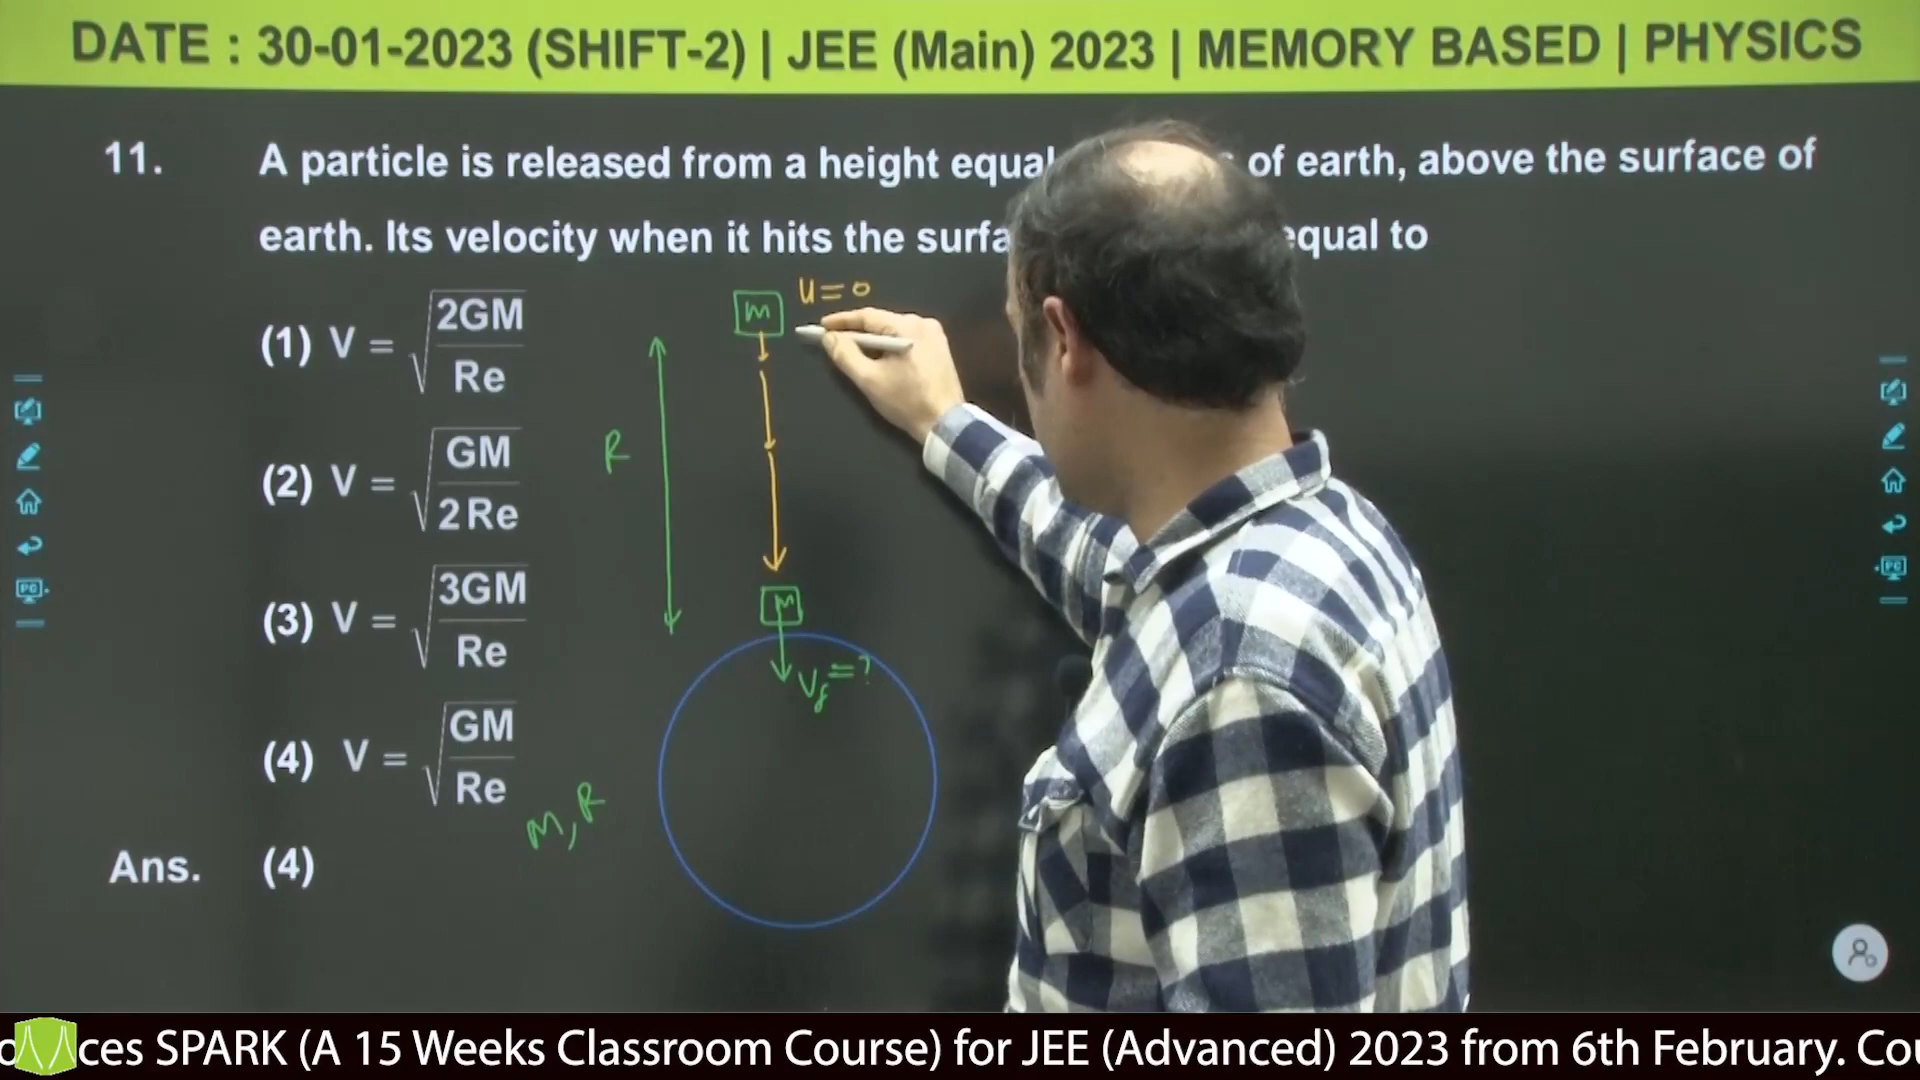 DATE : 30-01-2023 (SHIFT-2) | JEE (Main) 2023 | MEMORY BASED | PHYSICS
11. A particle is released from a height equal of earth, above the surface of
earth. Its velocity when it hits the surfa equal to
(1) V = √(2GM/Re)
(2) V = √(GM/2Re)
(3) V = √(3GM/Re)
(4) V = √(GM/Re)
Ans. (4)
m
u=0
R
m
Vf=?
M, R
PC
PC
ces SPARK (A 15 Weeks Classroom Course) for JEE (Advanced) 2023 from 6th February. Cou